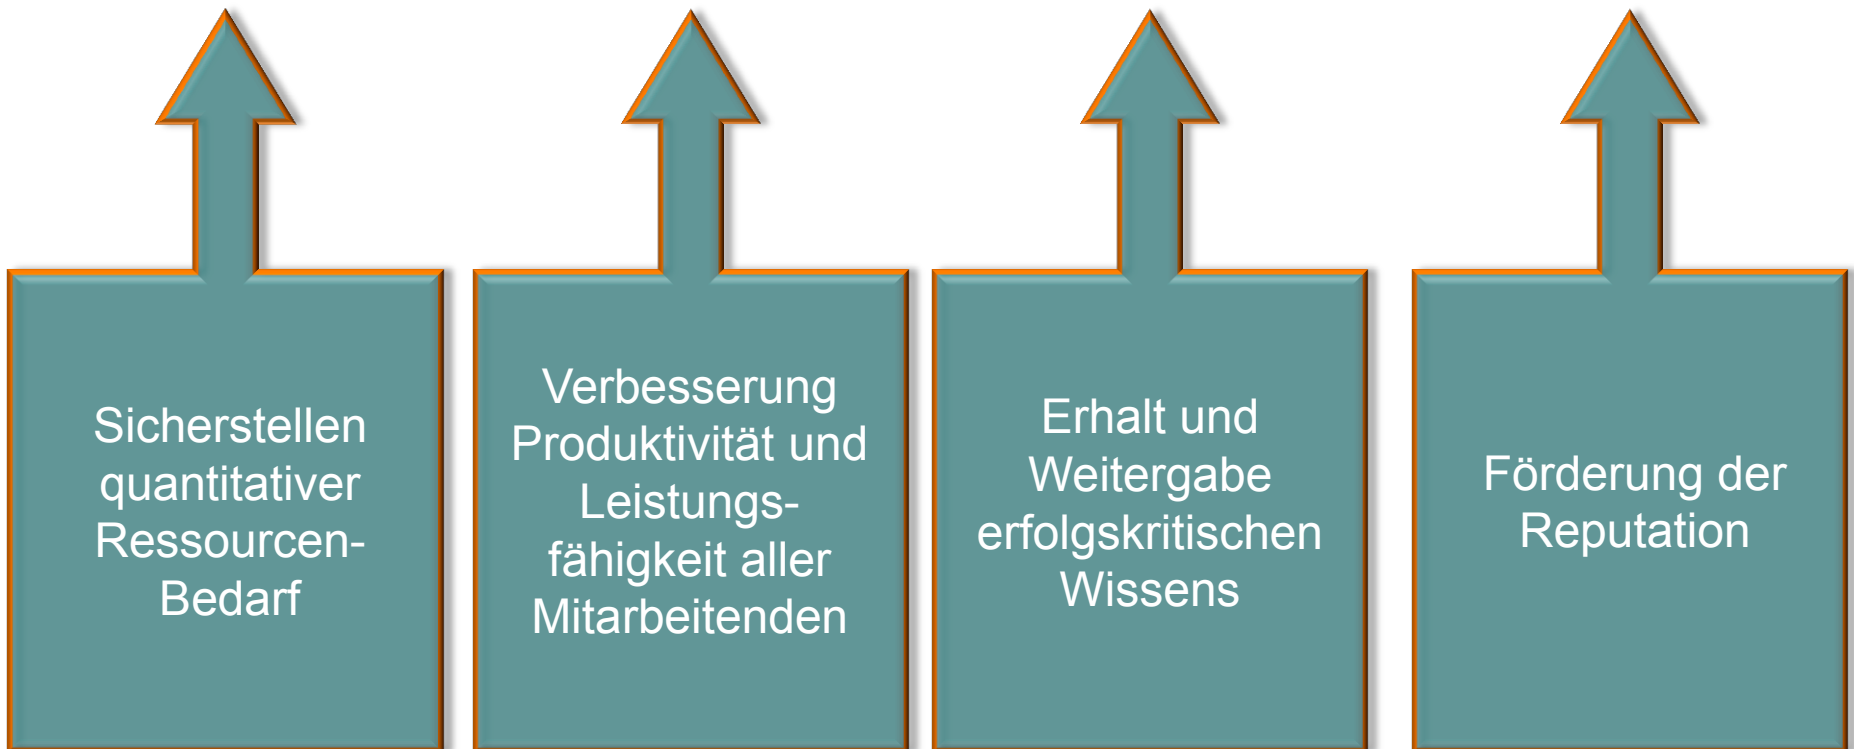 Sicherstellen
quantitativer
Ressourcen-
Bedarf
Verbesserung
Produktivität und
Leistungs-
fähigkeit aller
Mitarbeitenden
Erhalt und
Weitergabe
erfolgskritischen
Wissens
Förderung der
Reputation